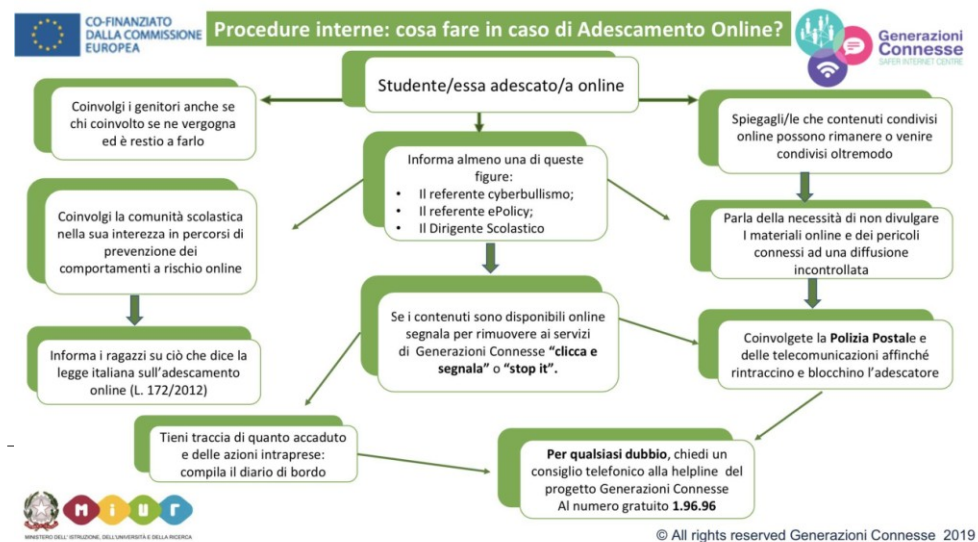 CO-FINANZIATO
DALLA COMMISSIONE
EUROPEA
Procedure interne: cosa fare in caso di Adescamento Online?
Generazioni
Connesse
SAFER INTERNET CENTRE
Studente/essa adescato/a online
Coinvolgi i genitori anche se
chi coinvolto se ne vergogna
ed è restio a farlo
Informa almeno una di queste
figure:
• Il referente cyberbullismo;
• Il referente ePolicy;
• Il Dirigente Scolastico
Spiegagli/le che contenuti condivisi
online possono rimanere o venire
condivisi oltremodo
Coinvolgi la comunità scolastica
nella sua interezza in percorsi di
prevenzione dei
comportamenti a rischio online
Parla della necessità di non divulgare
I materiali online e dei pericoli
connessi ad una diffusione
incontrollata
Se i contenuti sono disponibili online
segnala per rimuovere ai servizi
di Generazioni Connesse "clicca e
segnala" o "stop it".
Informa i ragazzi su ciò che dice la
legge italiana sull'adescamento
online (L. 172/2012)
Coinvolgete la Polizia Postale e
delle telecomunicazioni affinché
rintraccino e blocchino l'adescatore
Tieni traccia di quanto accaduto
e delle azioni intraprese:
compila il diario di bordo
Per qualsiasi dubbio, chiedi un
consiglio telefonico alla helpline del
progetto Generazioni Connesse
Al numero gratuito 1.96.96
miur
MINISTERO DELL'ISTRUZIONE, DELL'UNIVERSITÀ E DELLA RICERCA
© All rights reserved Generazioni Connesse 2019